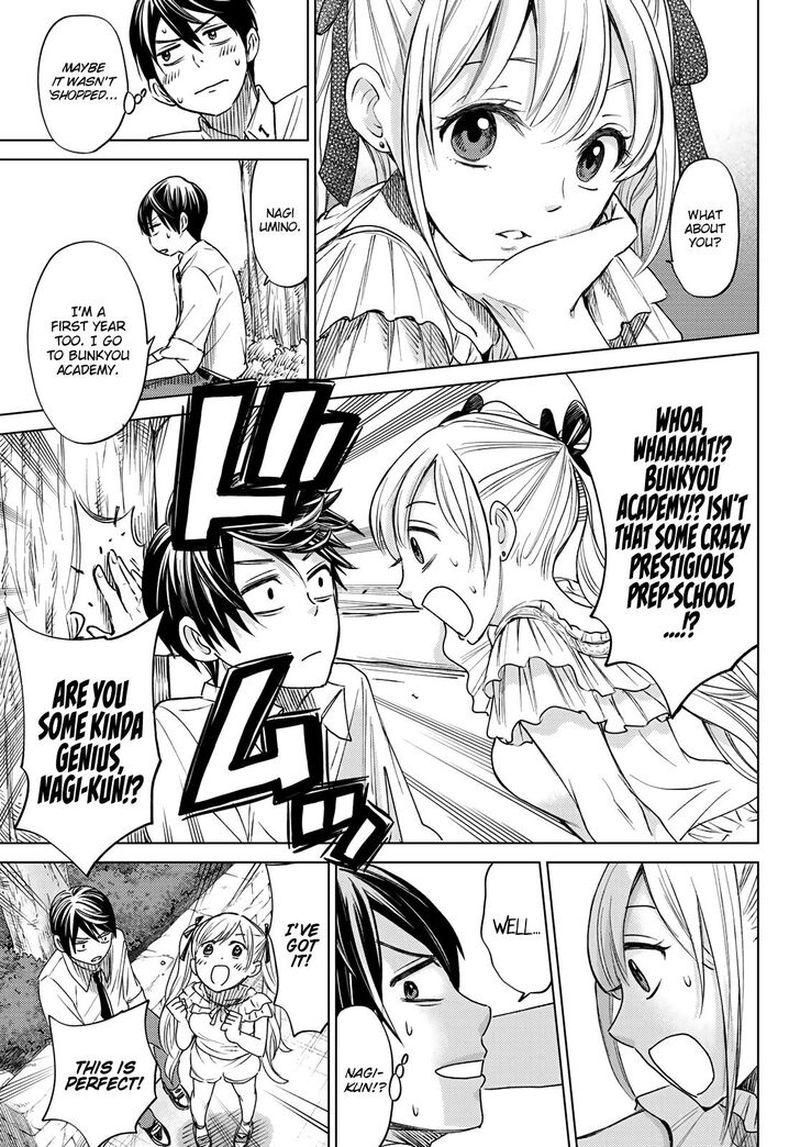 WHAT
ABOUT
YOU?
MAYBE
IT WASN'T
'SHOPPED...
NAGI
UMINO.
I'M A
FIRST YEAR
TOO. I GO
TO BUNKYOU
ACADEMY.
WHOA,
WHAAAAAT!?
BUNKYOU
ACADEMY!? ISN'T
THAT SOME CRAZY
PRESTIGIOUS
PREP-SCHOOL
....!?
ドドムッ
ARE YOU
SOME KINDA
GENIUS,
NAGI-KUN!?
WELL...
NAGI-
KUN!?
I'VE
GOT
IT!
THIS IS
PERFECT!